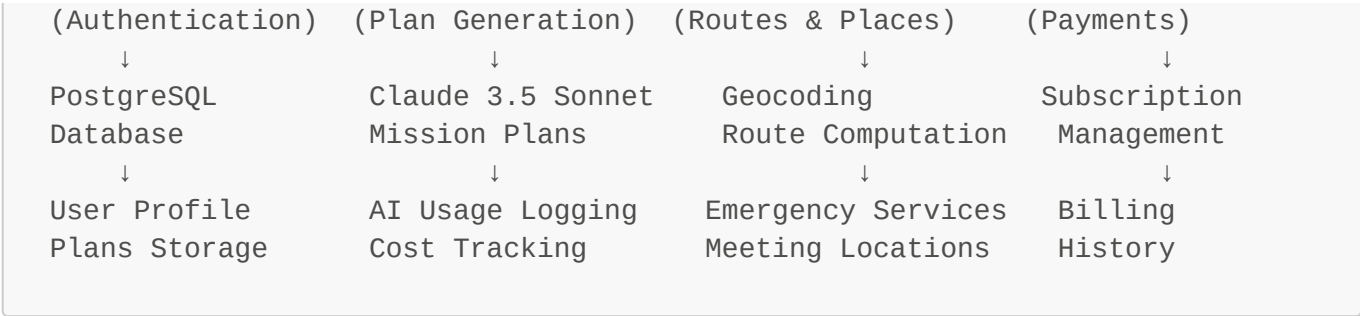 (Authentication) (Plan Generation) (Routes & Places) (Payments)
↓ ↓ ↓ ↓
PostgreSQL Claude 3.5 Sonnet Geocoding Subscription
Database Mission Plans Route Computation Management
↓ ↓ ↓ ↓
User Profile AI Usage Logging Emergency Services Billing
Plans Storage Cost Tracking Meeting Locations History